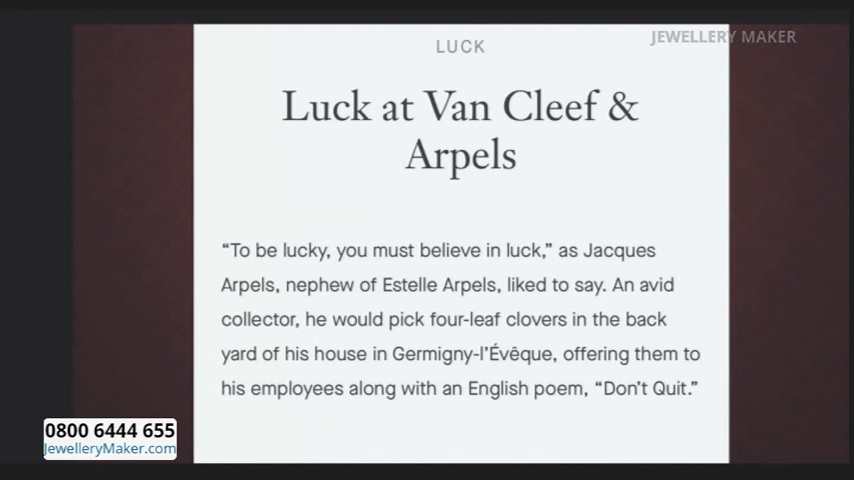 JEWELLERY MAKER
LUCK
Luck at Van Cleef &
Arpels
“To be lucky, you must believe in luck,” as Jacques
Arpels, nephew of Estelle Arpels, liked to say. An avid
collector, he would pick four-leaf clovers in the back
yard of his house in Germigny-l’Évêque, offering them to
his employees along with an English poem, “Don’t Quit.”
0800 6444 655
JewelleryMaker.com